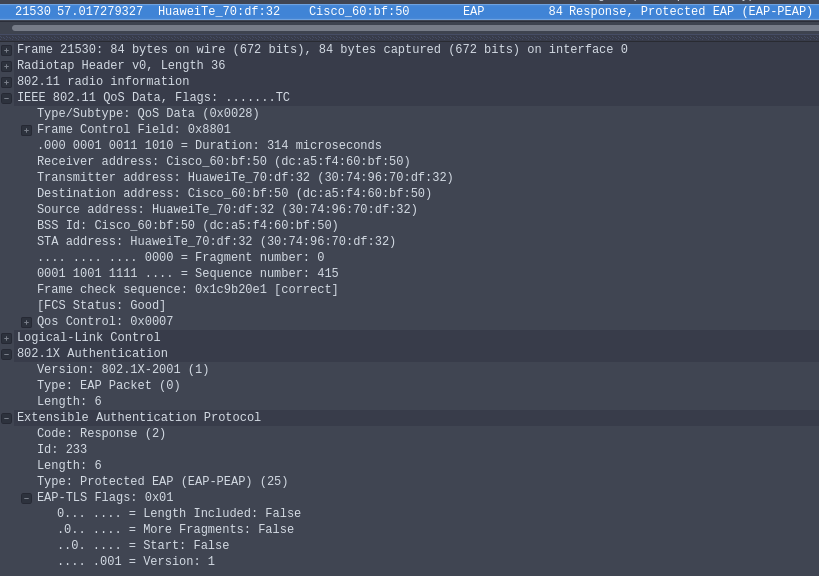 21530 57.017279327 HuaweiTe_70:df:32 Cisco_60:bf:50 EAP 84 Response, Protected EAP (EAP-PEAP)
Frame 21530: 84 bytes on wire (672 bits), 84 bytes captured (672 bits) on interface 0
Radiotap Header v0, Length 36
802.11 radio information
IEEE 802.11 QoS Data, Flags: .......TC
Type/Subtype: QoS Data (0x0028)
Frame Control Field: 0x8801
.000 0001 0011 1010 = Duration: 314 microseconds
Receiver address: Cisco_60:bf:50 (dc:a5:f4:60:bf:50)
Transmitter address: HuaweiTe_70:df:32 (30:74:96:70:df:32)
Destination address: Cisco_60:bf:50 (dc:a5:f4:60:bf:50)
Source address: HuaweiTe_70:df:32 (30:74:96:70:df:32)
BSS Id: Cisco_60:bf:50 (dc:a5:f4:60:bf:50)
STA address: HuaweiTe_70:df:32 (30:74:96:70:df:32)
.... .... .... 0000 = Fragment number: 0
0001 1001 1111 .... = Sequence number: 415
Frame check sequence: 0x1c9b20e1 [correct]
[FCS Status: Good]
Qos Control: 0x0007
Logical-Link Control
802.1X Authentication
Version: 802.1X-2001 (1)
Type: EAP Packet (0)
Length: 6
Extensible Authentication Protocol
Code: Response (2)
Id: 233
Length: 6
Type: Protected EAP (EAP-PEAP) (25)
EAP-TLS Flags: 0x01
0... .... = Length Included: False
.0.. .... = More Fragments: False
..0. .... = Start: False
.... .001 = Version: 1